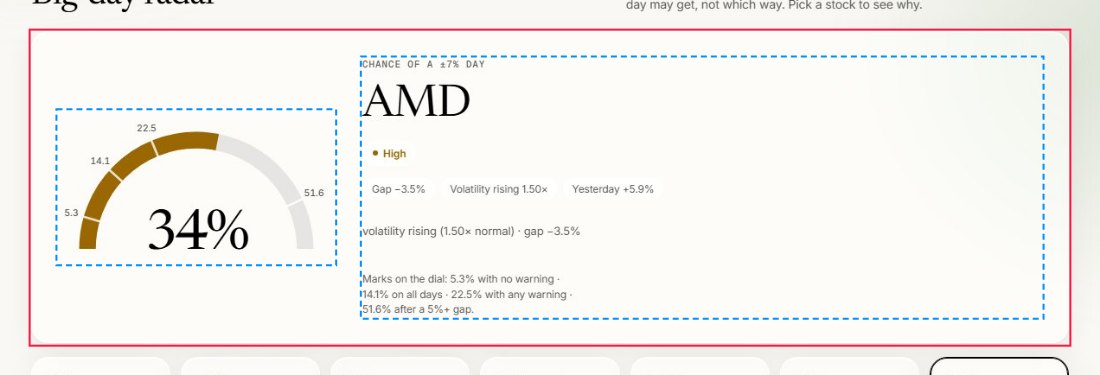 Big-day radar
day may get, not which way. Pick a stock to see why.
22.5
14.1
5.3
51.6
34%
CHANCE OF A ±7% DAY
AMD
High
Gap −3.5%
Volatility rising 1.50×
Yesterday +5.9%
volatility rising (1.50× normal) · gap −3.5%
Marks on the dial: 5.3% with no warning ·
14.1% on all days · 22.5% with any warning ·
51.6% after a 5%+ gap.